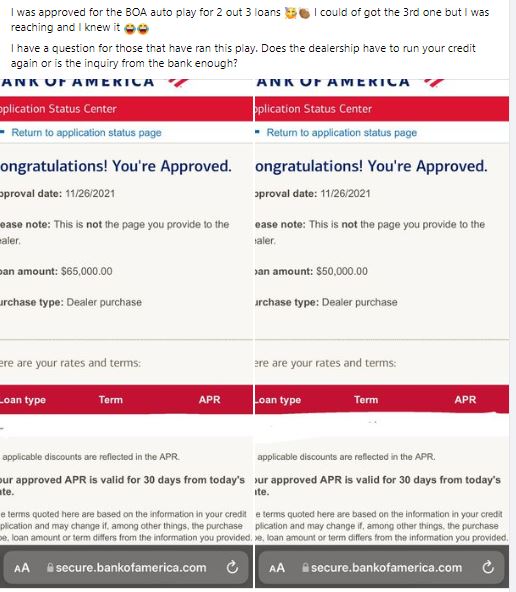 I was approved for the BOA auto play for 2 out 3 loans 🥰👏🏾 I could of got the 3rd one but I was
reaching and I knew it 😂😂
I have a question for those that have ran this play. Does the dealership have to run your credit
again or is the inquiry from the bank enough?
ANK OF AMERICA
pplication Status Center
Return to application status page
ongratulations! You're Approved.
pproval date: 11/26/2021
ease note: This is not the page you provide to the
ealer.
oan amount: $65,000.00
urchase type: Dealer purchase
ere are your rates and terms:
Loan type Term APR
applicable discounts are reflected in the APR.
our approved APR is valid for 30 days from today's
ate.
e terms quoted here are based on the information in your credit
plication and may change if, among other things, the purchase
pe, loan amount or term differs from the information you provided.
AA secure.bankofamerica.com
ANK OF AMERICA
pplication Status Center
Return to application status page
ongratulations! You're Approved.
pproval date: 11/26/2021
ease note: This is not the page you provide to the
aler.
oan amount: $50,000.00
urchase type: Dealer purchase
ere are your rates and terms:
Loan type Term APR
applicable discounts are reflected in the APR.
our approved APR is valid for 30 days from today's
ate.
e terms quoted here are based on the information in your credit
plication and may change if, among other things, the purchase
pe, loan amount or term differs from the information you provided.
AA secure.bankofamerica.com